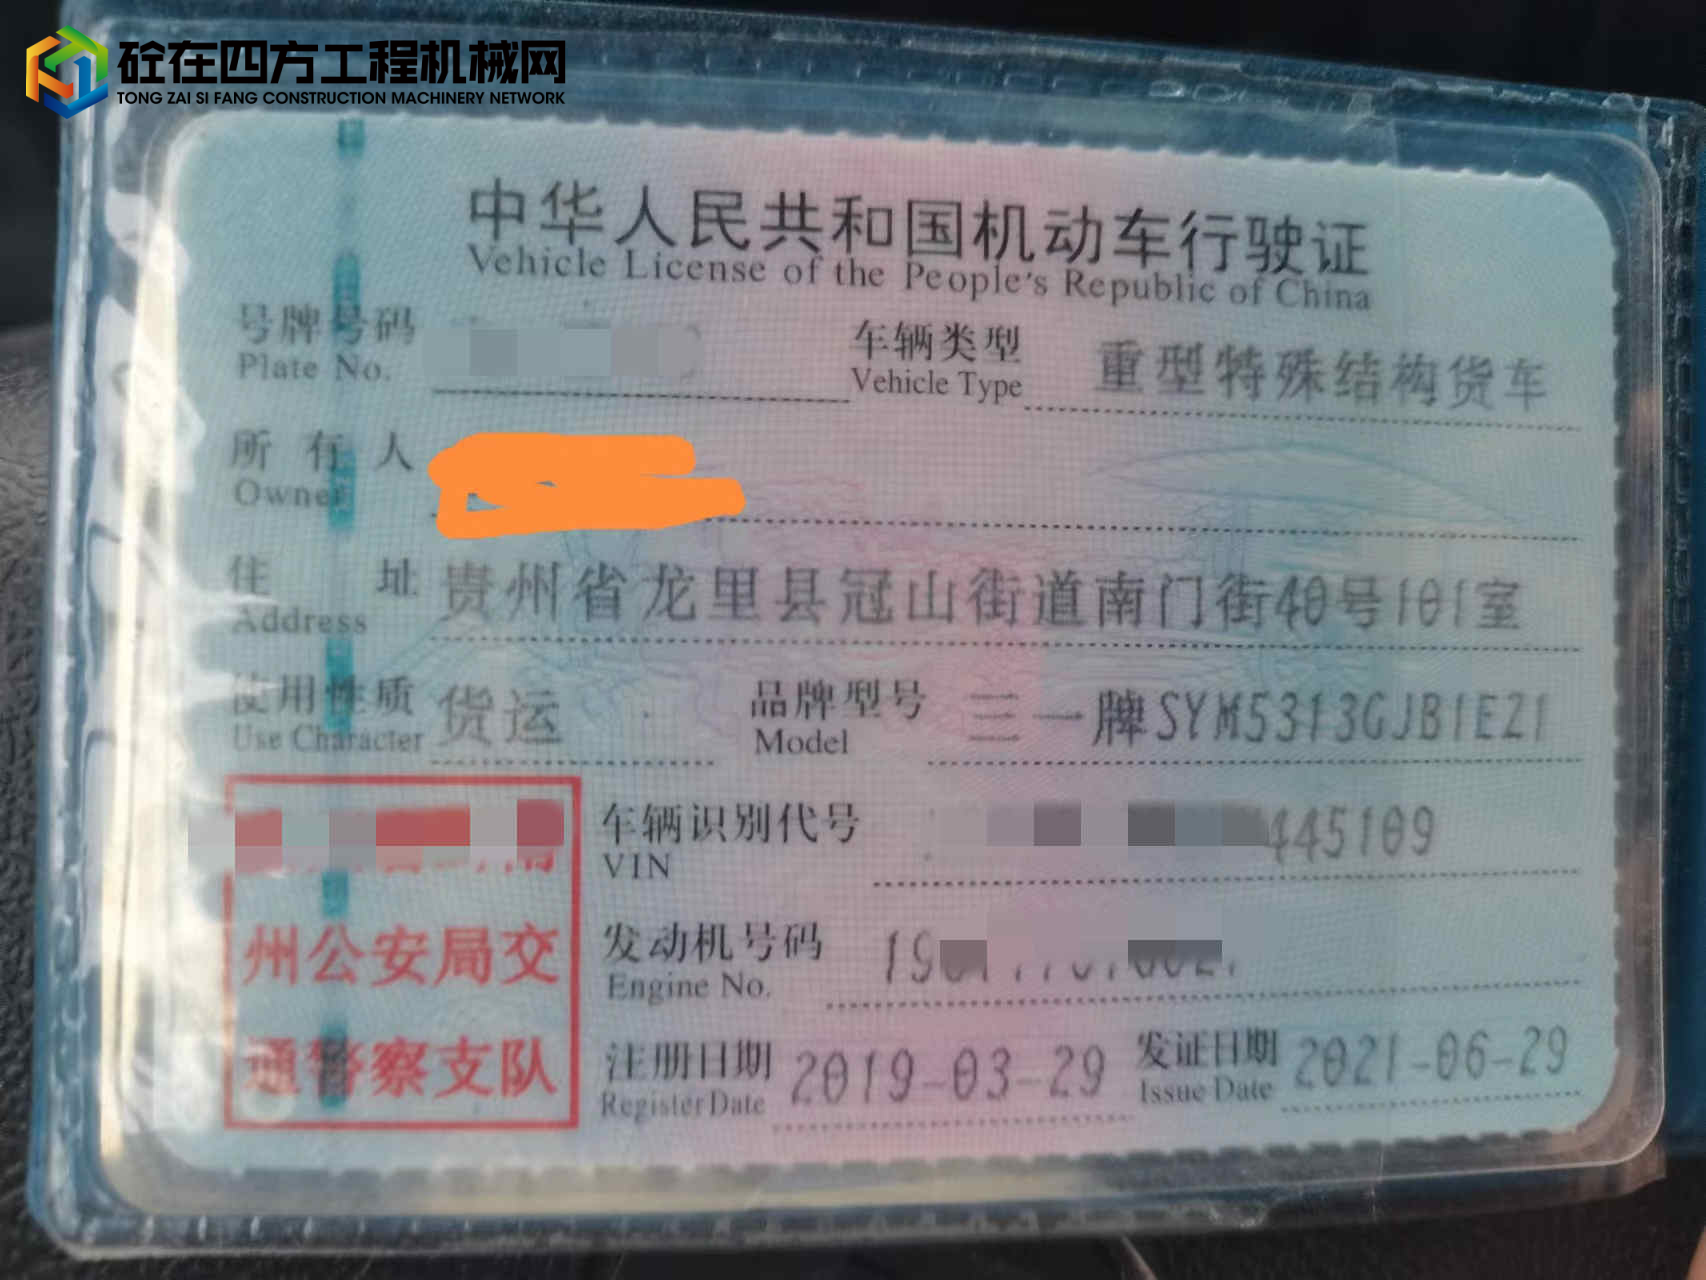 砼在四方工程机械网
TONG ZAI SI FANG CONSTRUCTION MACHINERY NETWORK
中华人民共和国机动车行驶证
Vehicle License of the People's Republic of China
号牌号码
Plate No.
车辆类型 重型特殊结构货车
Vehicle Type
所有人
Owner
住址 贵州省龙里县冠山街道南门街40号101室
Address
使用性质 货运
Use Character
品牌型号 三一牌SYM5313GJB1E21
Model
车辆识别代号 445109
VIN
发动机号码
Engine No.
州公安局交
通警察支队
注册日期 2019-03-29
Register Date
发证日期 2021-06-29
Issue Date